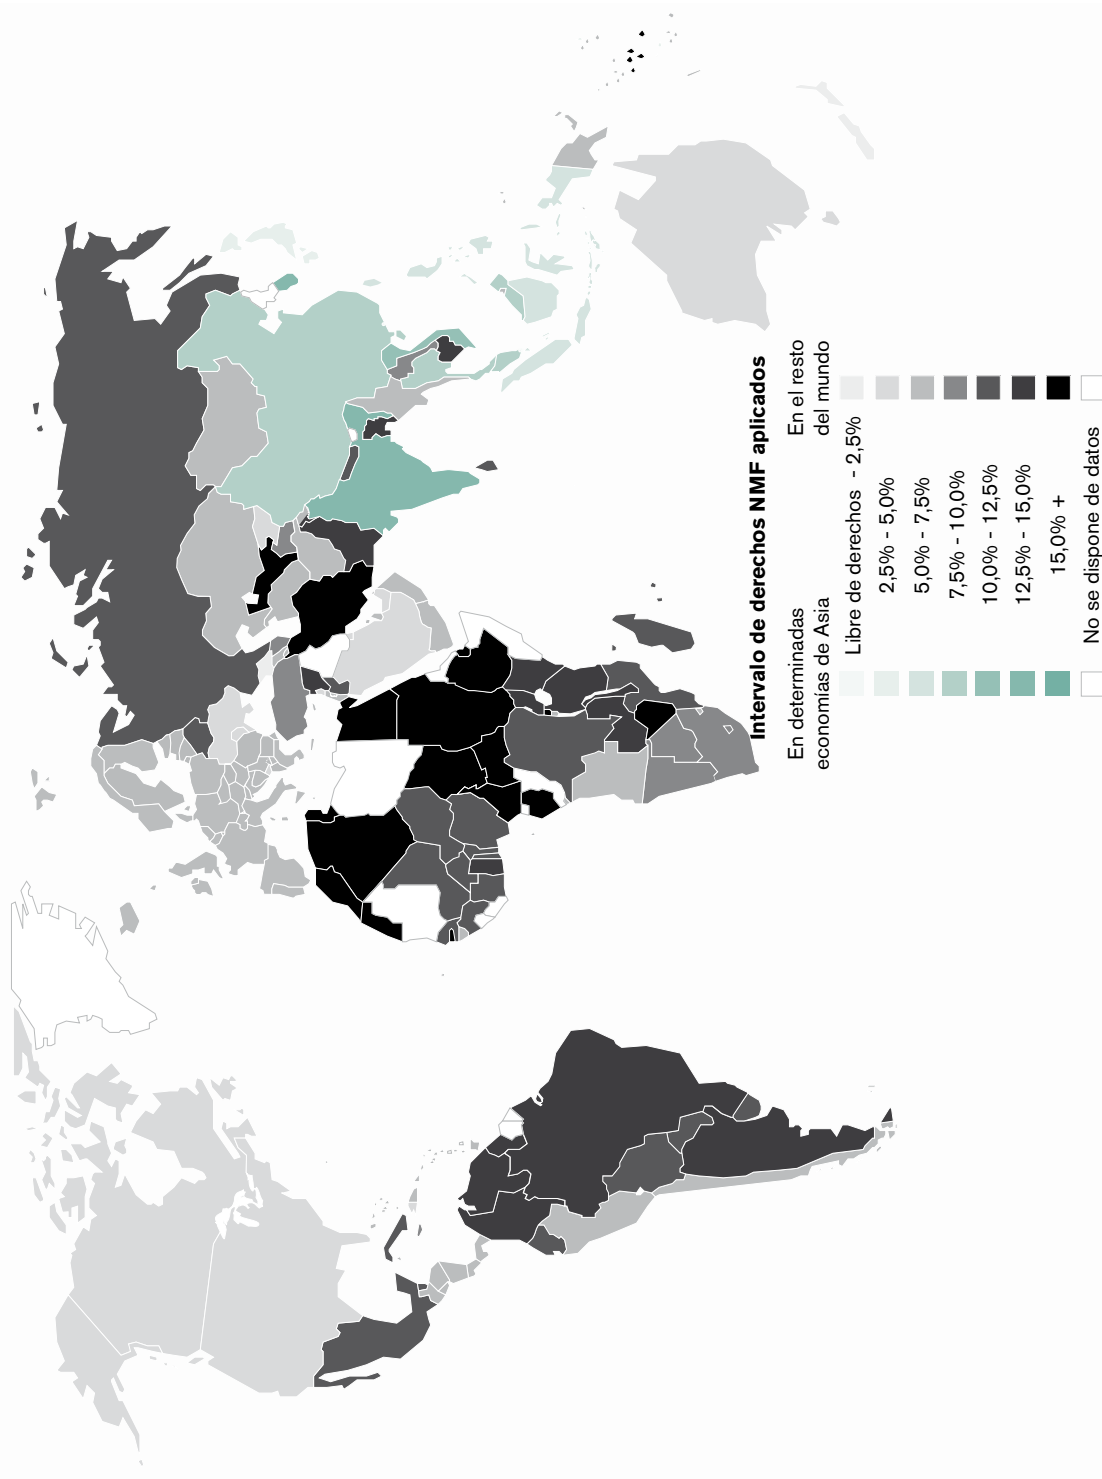 Intervalo de derechos NMF aplicados
En determinadas
economías de Asia
En el resto
del mundo
Libre de derechos - 2,5%
2,5% - 5,0%
5,0% - 7,5%
7,5% - 10,0%
10,0% - 12,5%
12,5% - 15,0%
15,0% +
No se dispone de datos